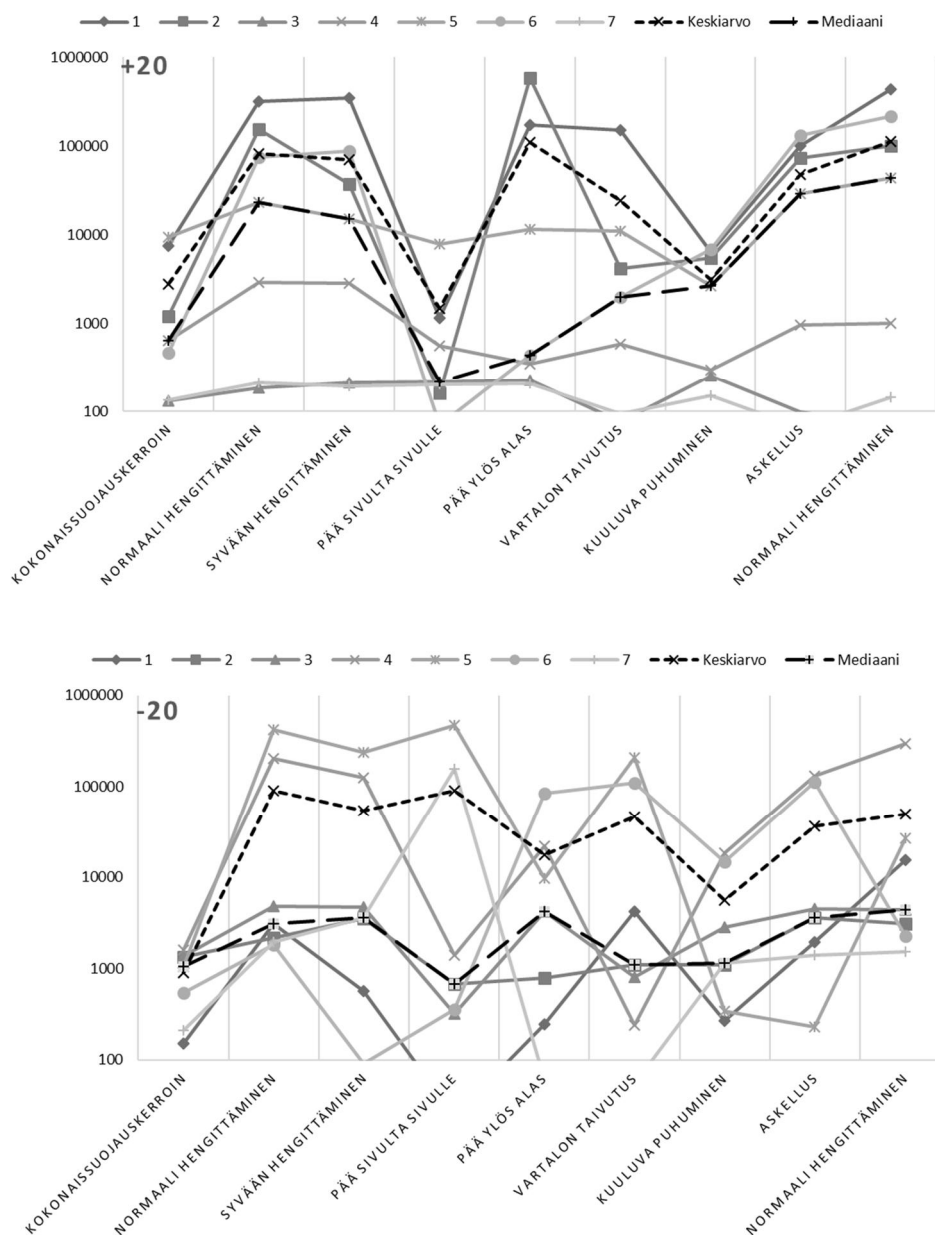 1 2 3 4 5 6 7 Keskiarvo Mediaani
+20
1000000
100000
10000
1000
100
KOKONAISSUOJAUSKERROIN
NORMAALI HENGITTÄMINEN
SYVÄÄN HENGITTÄMINEN
PÄÄ SIVULTA SIVULLE
PÄÄ YLÖS ALAS
VARTALON TAIVUTUS
KUULUVA PUHUMINEN
ASKELLUS
NORMAALI HENGITTÄMINEN
1 2 3 4 5 6 7 Keskiarvo Mediaani
-20
1000000
100000
10000
1000
100
KOKONAISSUOJAUSKERROIN
NORMAALI HENGITTÄMINEN
SYVÄÄN HENGITTÄMINEN
PÄÄ SIVULTA SIVULLE
PÄÄ YLÖS ALAS
VARTALON TAIVUTUS
KUULUVA PUHUMINEN
ASKELLUS
NORMAALI HENGITTÄMINEN